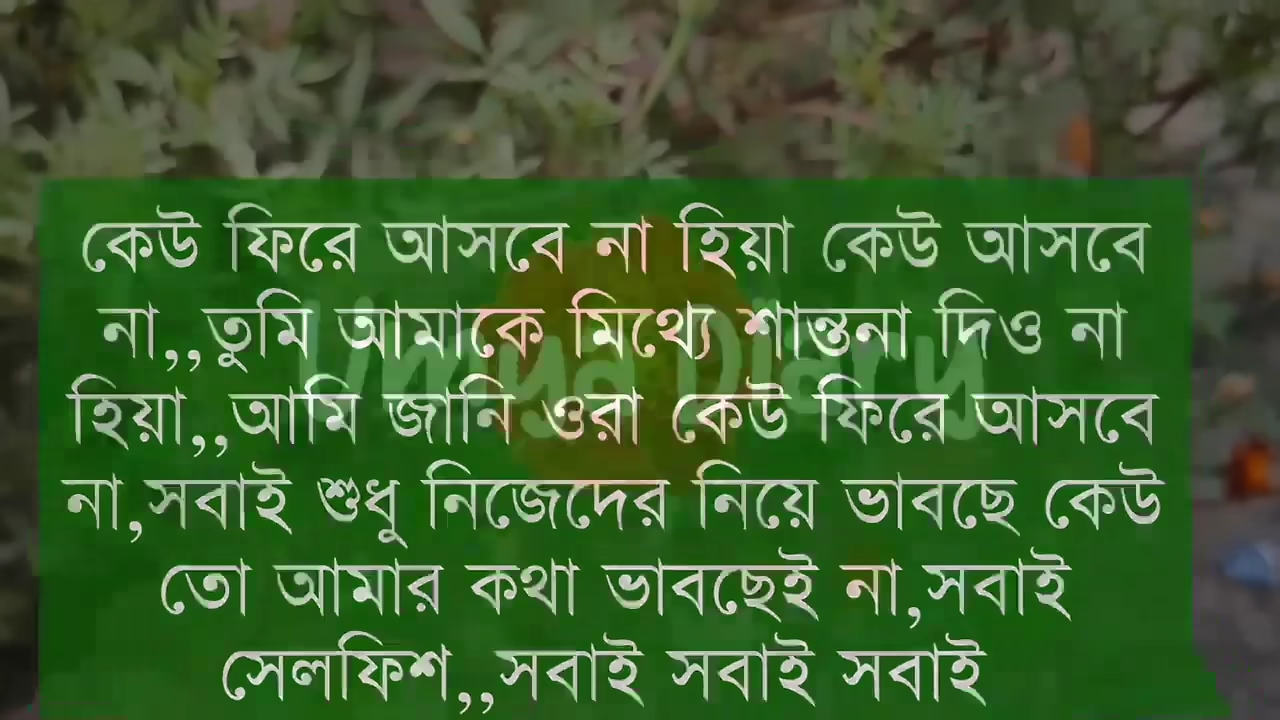 কেউ ফিরে আসবে না হিয়া কেউ আসবে
না,,তুমি আমাকে মিথ্যে শান্তনা দিও না
হিয়া,,আমি জানি ওরা কেউ ফিরে আসবে
না,সবাই শুধু নিজেদের নিয়ে ভাবছে কেউ
তো আমার কথা ভাবছেই না,সবাই
সেলফিশ,,সবাই সবাই সবাই